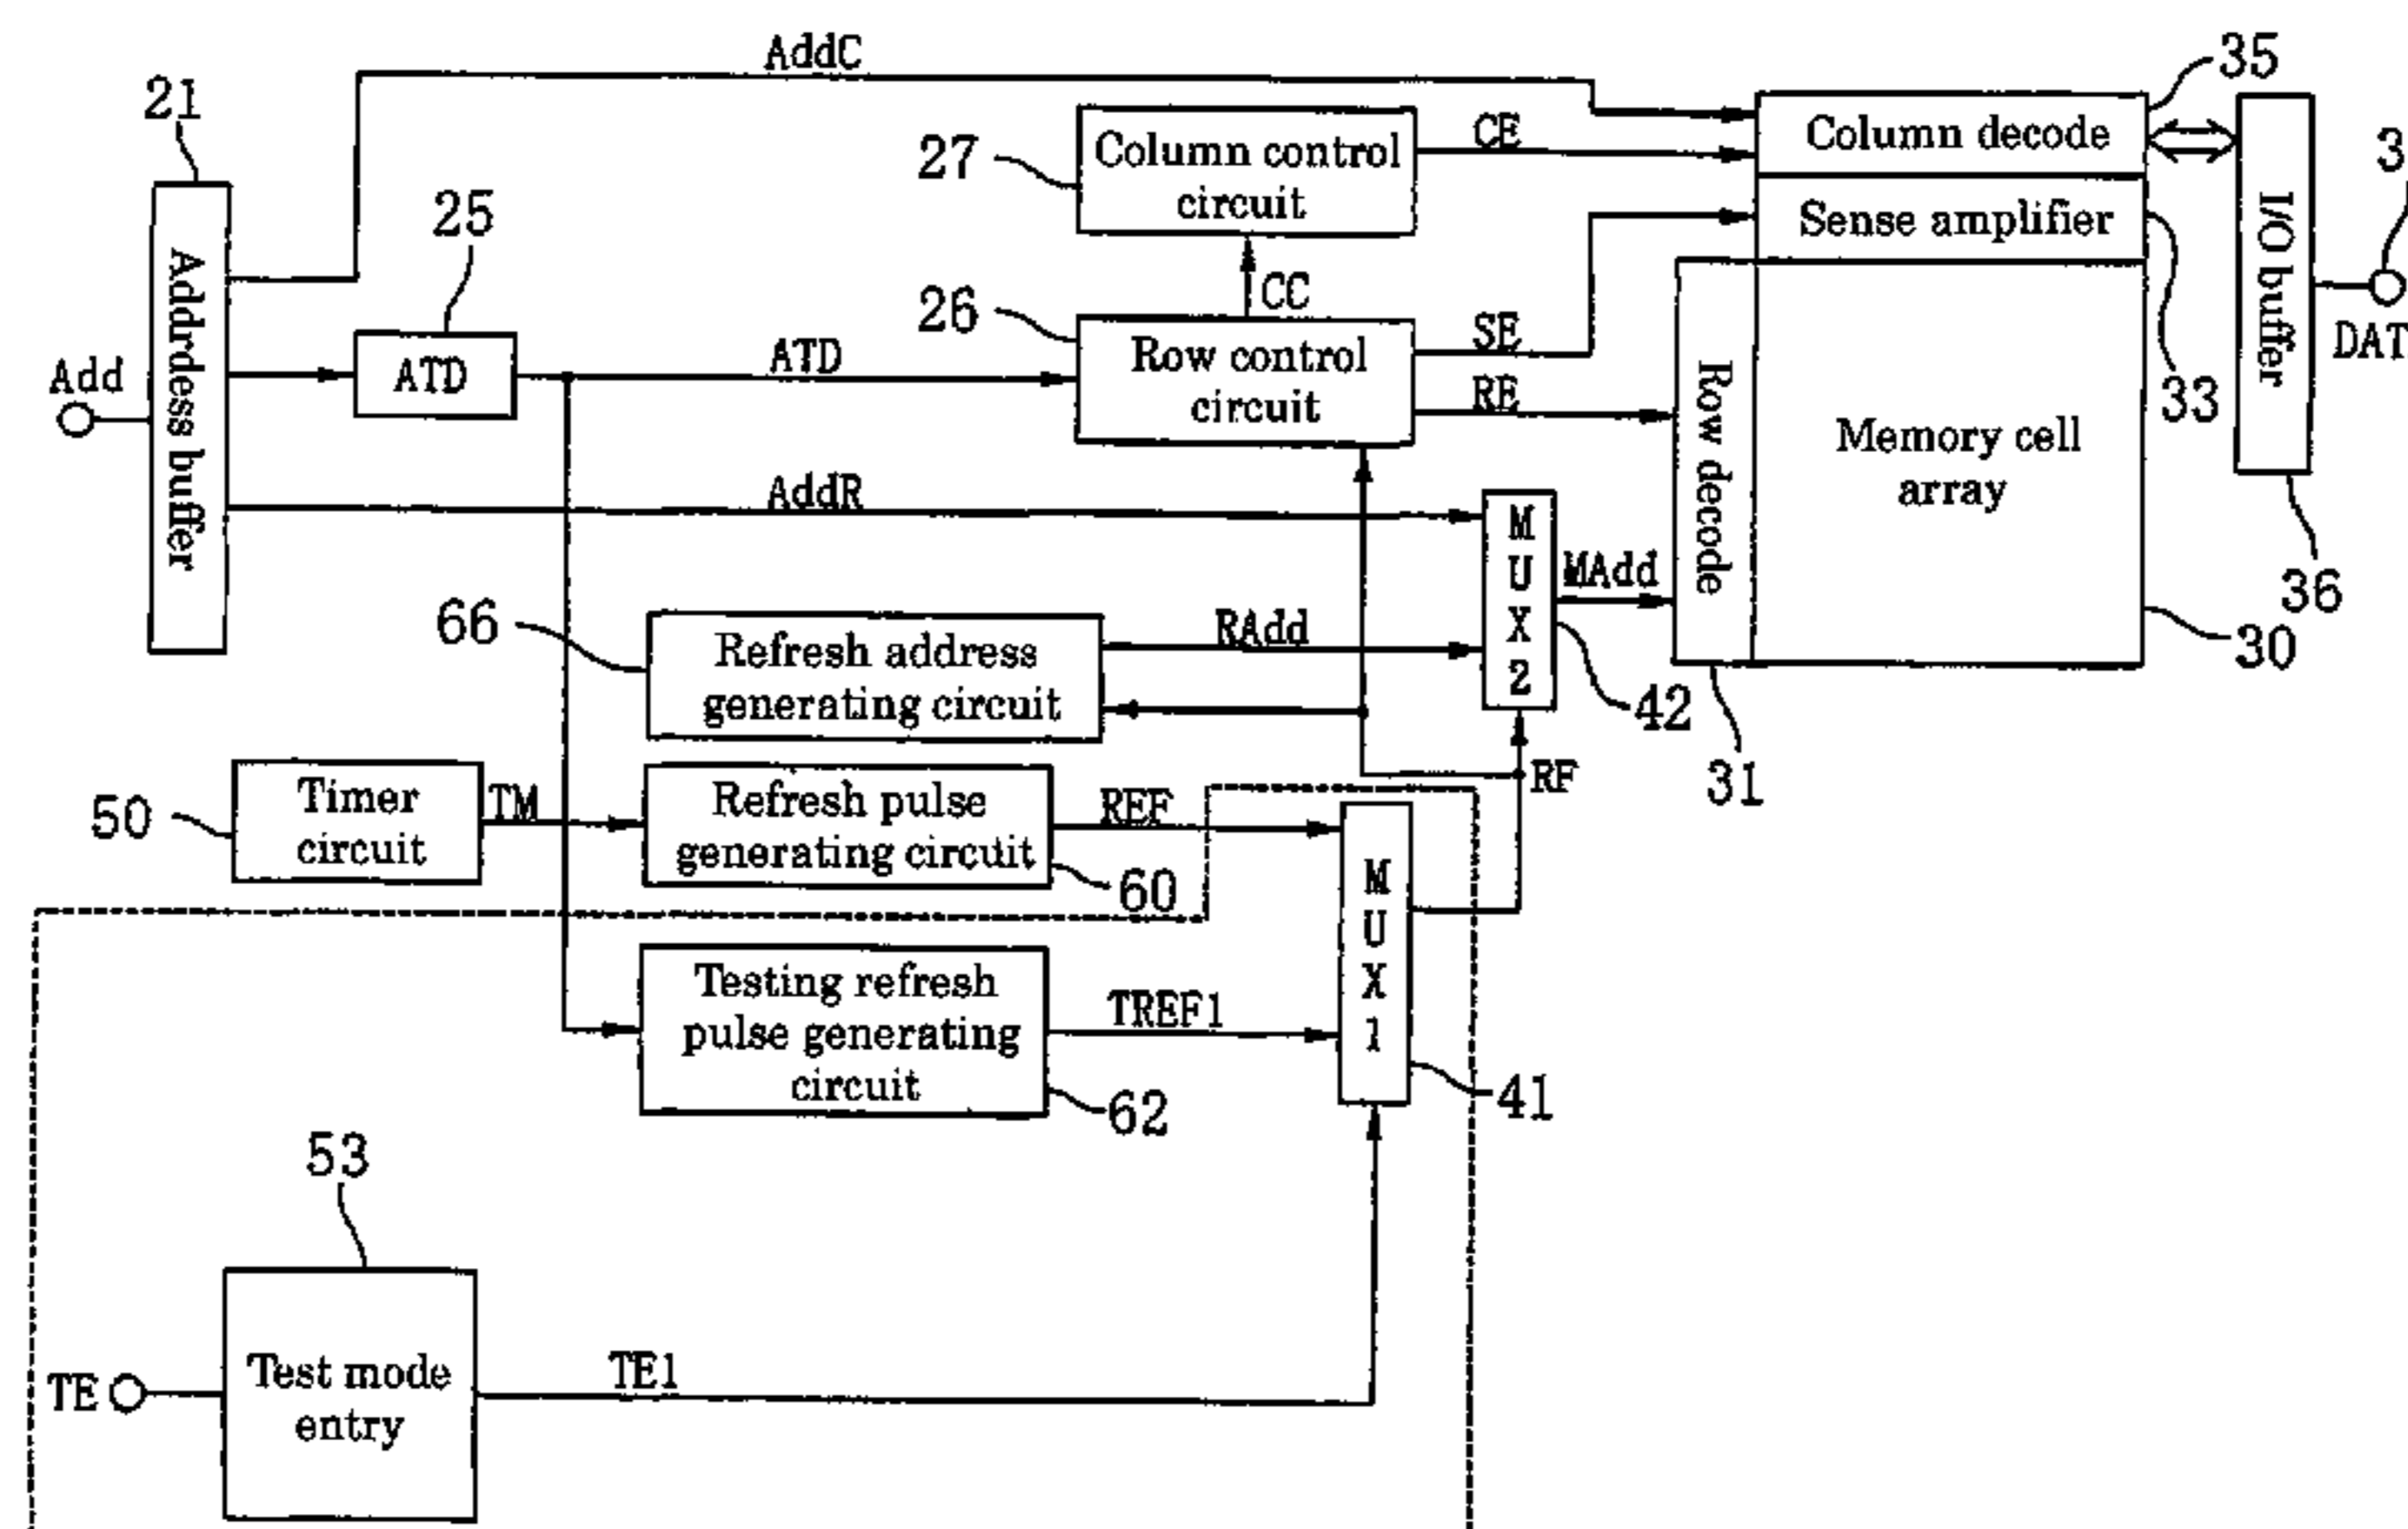 AddC
35
21
Column decode
3
27
Column control
circuit
CE
25
Sense amplifier
I/O buffer
CC
26
Addrdess buffer
ATD
ATD
Row control
circuit
SE
RE
DAT
33
Add
Row decode
Memory cell
array
AddR
MUX2
MAdd
36
66
Refresh address
generating circuit
RAdd
30
42
31
RF
50
Timer
circuit
TM
Refresh pulse
generating circuit
REF
60
MUX1
Testing refresh
pulse generating
circuit
TREF1
62
41
53
TE
Test mode
entry
TE1